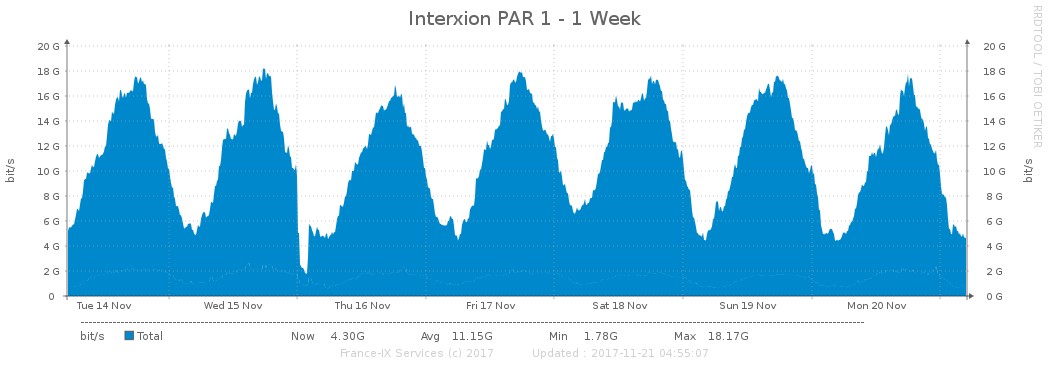 Interxion PAR 1 - 1 Week
RRDTOOL / TOBI OETIKER
20 G 20 G
18 G 18 G
16 G 16 G
14 G 14 G
12 G 12 G
10 G 10 G
8 G 8 G
6 G 6 G
4 G 4 G
2 G 2 G
0 0 G
bit/s bit/s
Tue 14 Nov Wed 15 Nov Thu 16 Nov Fri 17 Nov Sat 18 Nov Sun 19 Nov Mon 20 Nov
bit/s Total Now 4.30G Avg 11.15G Min 1.78G Max 18.17G
France-IX Services (c) 2017 Updated : 2017-11-21 04:55:07